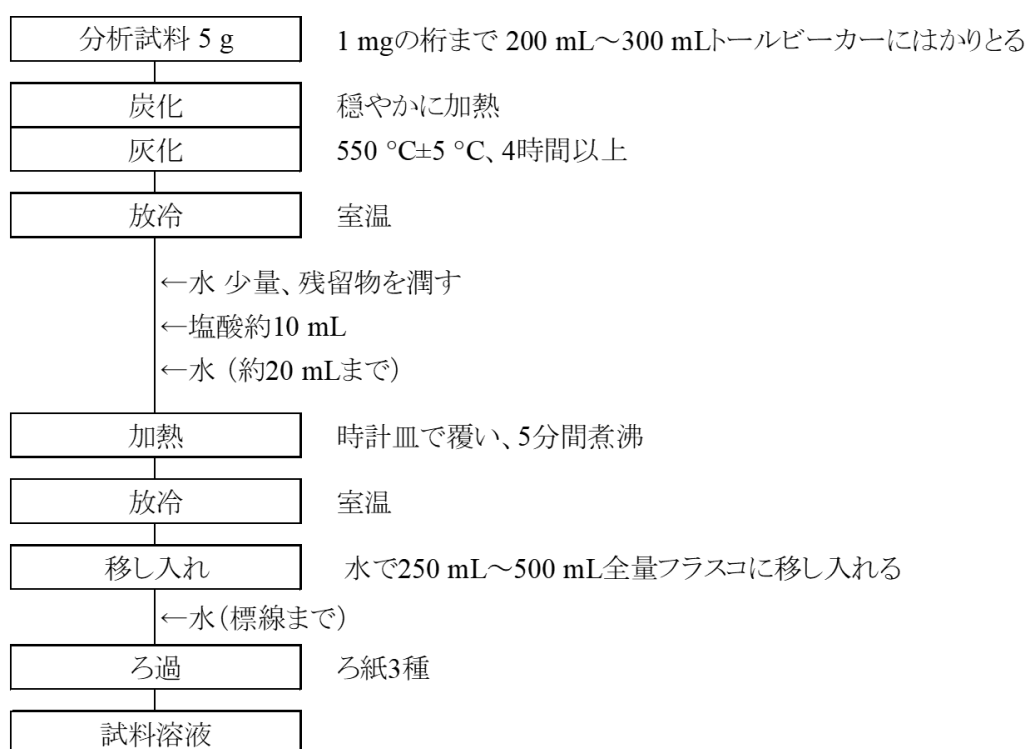 分析試料 5 g 1 mgの桁まで 200 mL～300 mLトールビーカーにはかりとる
炭化 穏やかに加熱
灰化 550 °C±5 °C、4時間以上
放冷 室温
←水 少量、残留物を潤す
←塩酸約10 mL
←水（約20 mLまで）
加熱 時計皿で覆い、5分間煮沸
放冷 室温
移し入れ 水で250 mL～500 mL全量フラスコに移し入れる
←水（標線まで）
ろ過 ろ紙3種
試料溶液